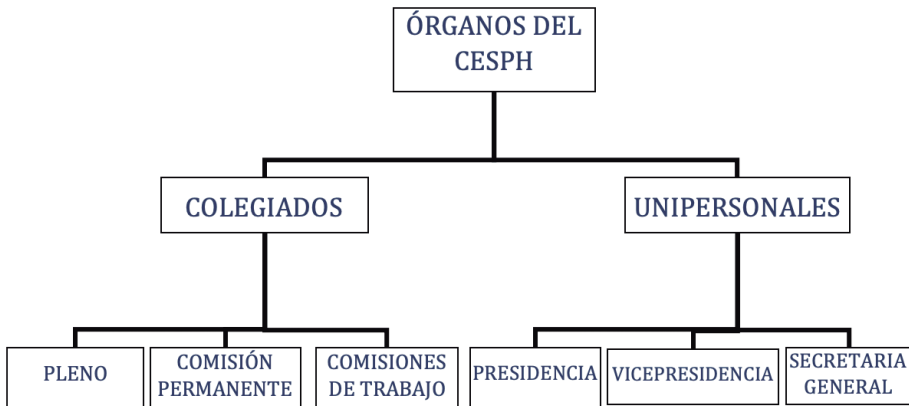 ÓRGANOS DEL
CESPH
COLEGIADOS
UNIPERSONALES
PLENO
COMISIÓN
PERMANENTE
COMISIONES
DE TRABAJO
PRESIDENCIA
VICEPRESIDENCIA
SECRETARIA
GENERAL